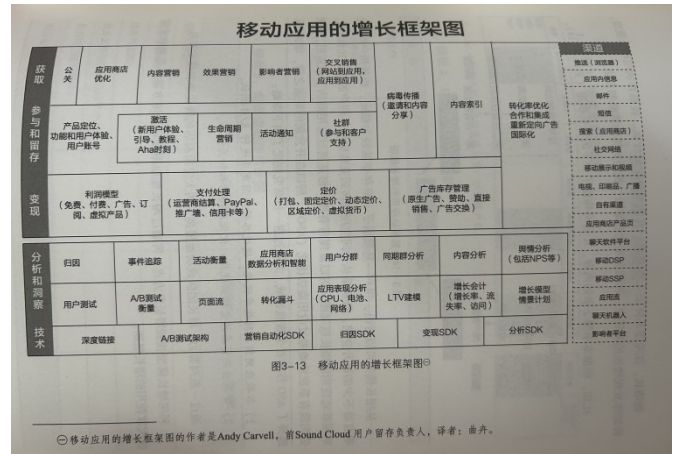 移动应用的增长框架图
获取
公关
应用商店
优化
内容营销
效果营销
影响者营销
交叉销售
（网站到应用，
应用到应用）
病毒传播
（邀请和内容
分享）
内容索引
转化率优化
合作和集成
重新定向广告
国际化
参与和留存
产品定位、
功能和用户体验、
用户账号
激活
（新用户体验、
引导、教程、
Aha时刻）
生命周期
营销
活动通知
社群
（参与和客户
支持）
变现
利润模型
（免费、付费、广告、订
阅、虚拟产品）
支付处理
（运营商结算、PayPal、
推广墙、信用卡等）
定价
（打包、固定定价、动态定价、
区域定价、虚拟货币）
广告库存管理
（原生广告、赞助、直接
销售、广告交换）
分析和洞察
归因
事件追踪
活动衡量
应用商店
数据分析和智能
用户分群
同期群分析
内容分析
舆情分析
（包括NPS等）
用户测试
A/B测试
衡量
页面流
转化漏斗
应用表现分析
（CPU、电池、
网络）
LTV建模
增长会计
（增长率、流
失率、访问）
增长模型
情景计划
技术
深度链接
A/B测试架构
营销自动化SDK
归因SDK
变现SDK
分析SDK
渠道
推送（浏览器）
应用内信息
邮件
短信
搜索（应用商店）
社交网络
移动展示和视频
电视、印刷品、广播
自有渠道
应用商店产品页
聊天软件平台
移动DSP
移动SSP
应用流
聊天机器人
影响者平台
图3-13 移动应用的增长框架图㊀
㊀移动应用的增长框架图的作者是Andy Carvell，前Sound Cloud 用户留存负责人，译者：曲卉。